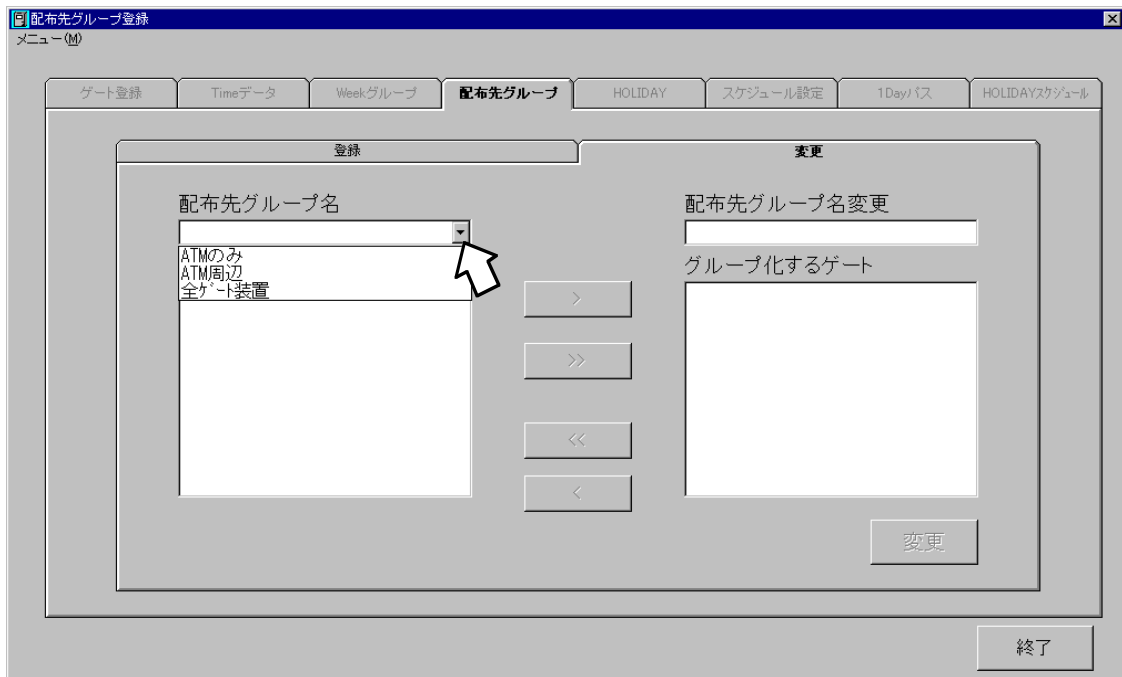 配布先グループ登録
メニュー(M)
ゲート登録 Timeデータ Weekグループ 配布先グループ HOLIDAY スケジュール設定 1Dayパス HOLIDAYスケジュール
登録 変更
配布先グループ名 配布先グループ名変更
ATMのみ
ATM周辺
全ゲート装置
グループ化するゲート
>
>>
<<
<
変更
終了